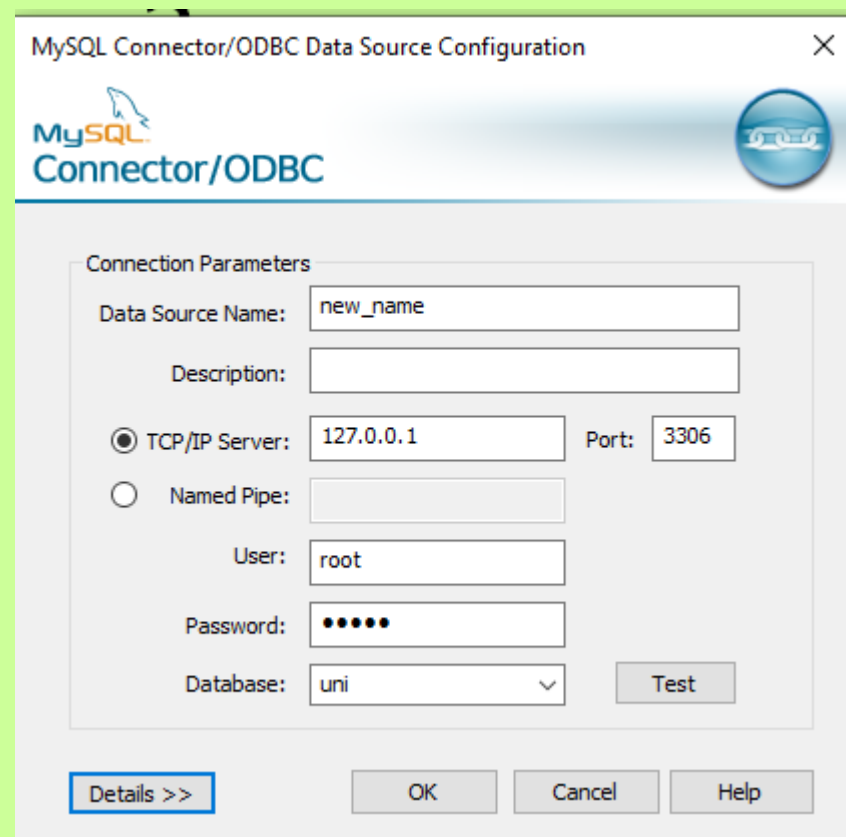 MySQL Connector/ODBC Data Source Configuration
MySQL
Connector/ODBC
Connection Parameters
Data Source Name: new_name
Description:
TCP/IP Server: 127.0.0.1 Port: 3306
Named Pipe:
User: root
Password: •••••
Database: uni Test
Details >> OK Cancel Help